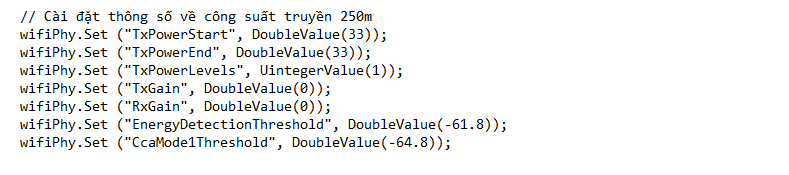 // Cài đặt thông số về công suất truyền 250m
wifiPhy.Set ("TxPowerStart", DoubleValue(33));
wifiPhy.Set ("TxPowerEnd", DoubleValue(33));
wifiPhy.Set ("TxPowerLevels", UintegerValue(1));
wifiPhy.Set ("TxGain", DoubleValue(0));
wifiPhy.Set ("RxGain", DoubleValue(0));
wifiPhy.Set ("EnergyDetectionThreshold", DoubleValue(-61.8));
wifiPhy.Set ("CcaMode1Threshold", DoubleValue(-64.8));